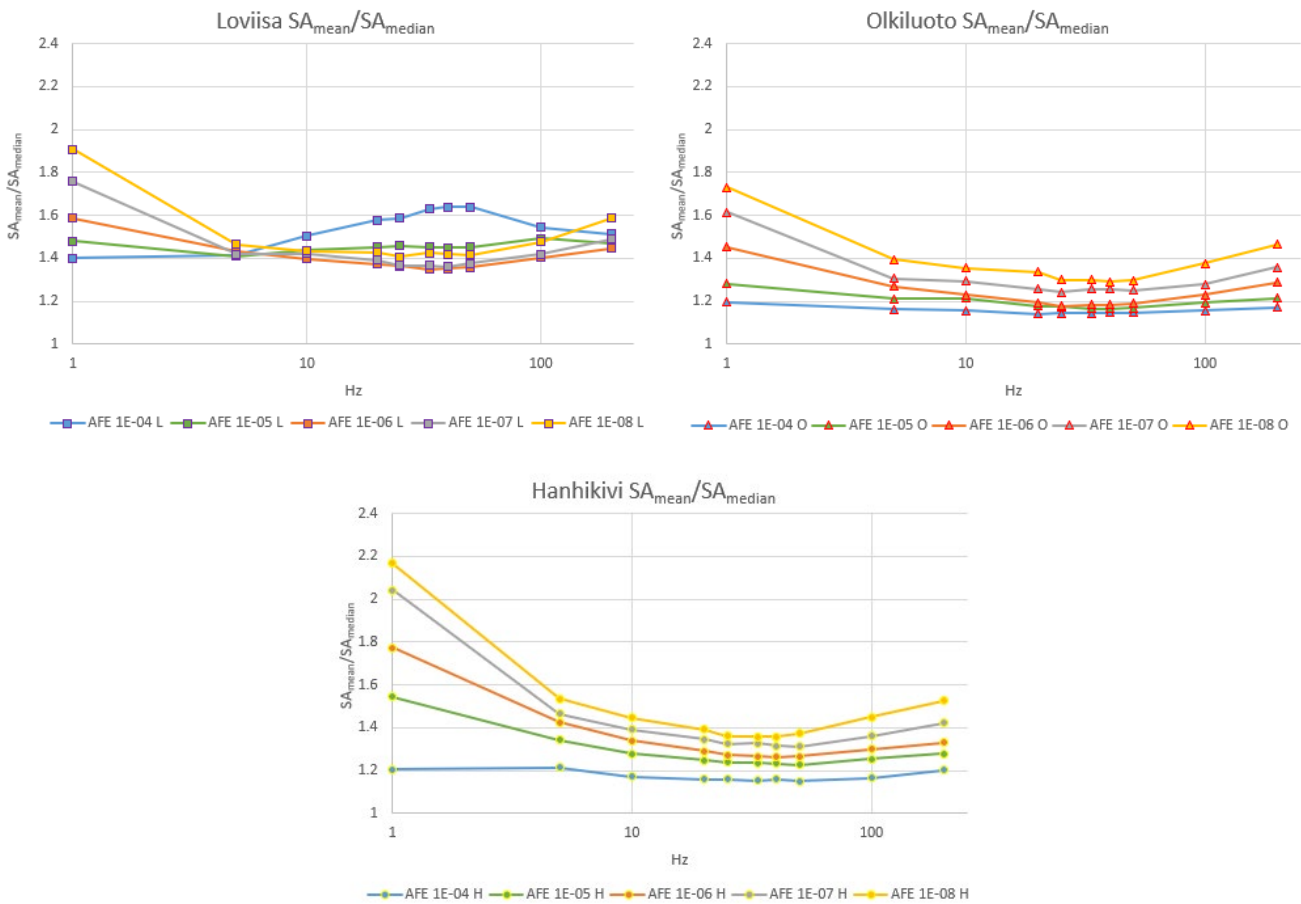 Loviisa SAmean/SAmedian
2.4
2.2
2
1.8
1.6
1.4
1.2
1
SAmean/SAmedian
1 10 100
Hz
AFE 1E-04 L AFE 1E-05 L AFE 1E-06 L AFE 1E-07 L AFE 1E-08 L
Olkiluoto SAmean/SAmedian
2.4
2.2
2
1.8
1.6
1.4
1.2
1
SAmean/SAmedian
1 10 100
Hz
AFE 1E-04 O AFE 1E-05 O AFE 1E-06 O AFE 1E-07 O AFE 1E-08 O
Hanhikivi SAmean/SAmedian
2.4
2.2
2
1.8
1.6
1.4
1.2
1
SAmean/SAmedian
1 10 100
Hz
AFE 1E-04 H AFE 1E-05 H AFE 1E-06 H AFE 1E-07 H AFE 1E-08 H